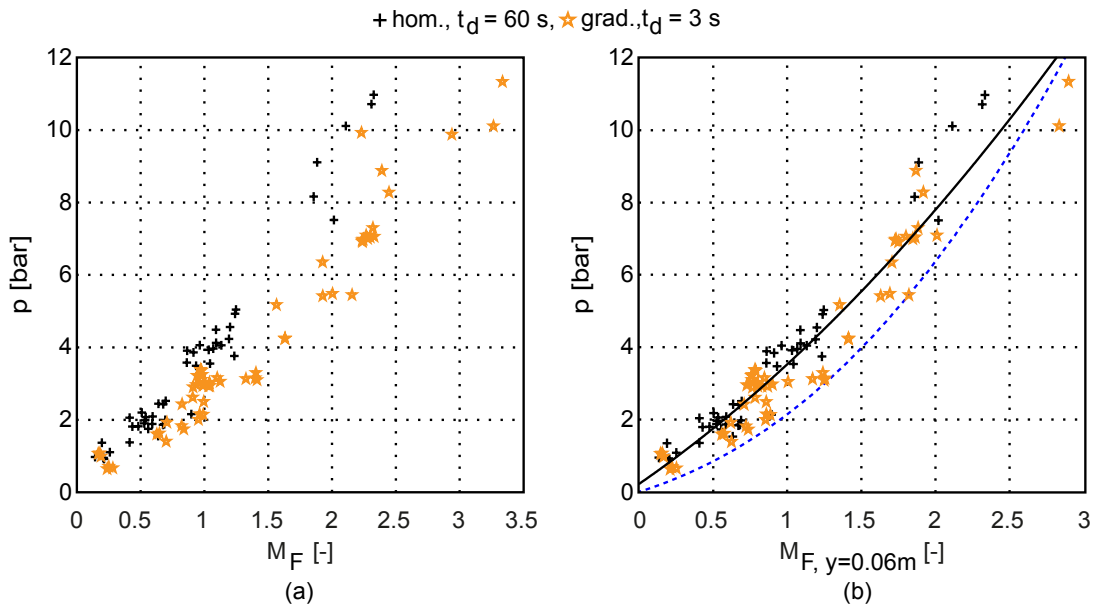 + hom., t_d = 60 s, ☆ grad.,t_d = 3 s
12
10
8
6
4
2
0
p [bar]
0 0.5 1 1.5 2 2.5 3 3.5
M_F [-]
(a)
12
10
8
6
4
2
0
p [bar]
0 0.5 1 1.5 2 2.5 3
M_F, y=0.06m [-]
(b)